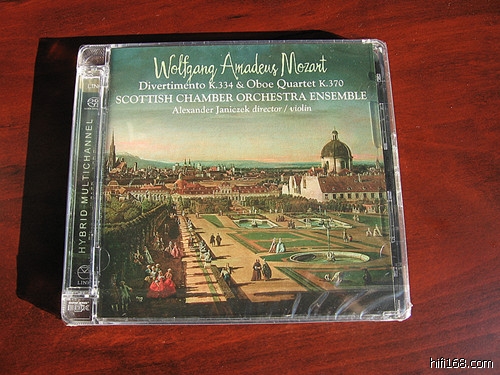 Wolfgang Amadeus Mozart
Divertimento K.334 & Oboe Quartet K.370
SCOTTISH CHAMBER ORCHESTRA ENSEMBLE
Alexander Janiczek director / violin
HYBRID MULTICHANNEL
LINN
hifi168.com